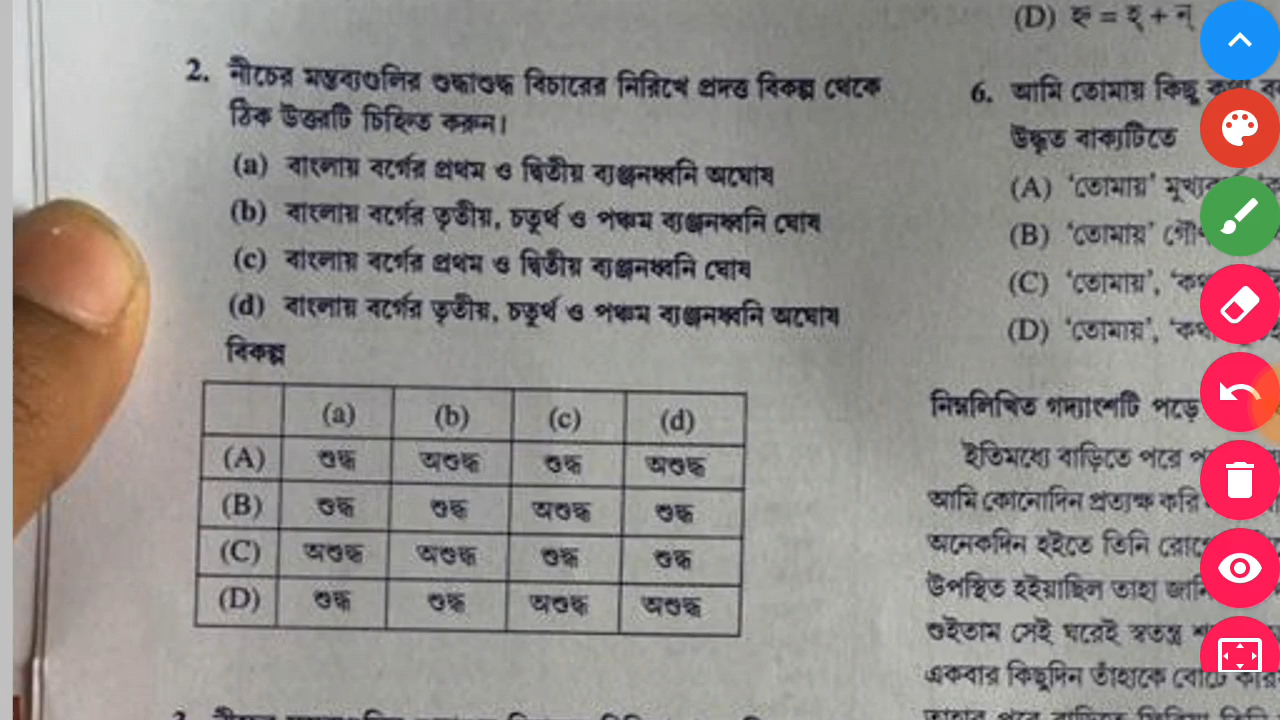 2. নীচের মন্তব্যগুলির শুদ্ধাশুদ্ধ বিচারের নিরিখে প্রদত্ত বিকল্প থেকে
ঠিক উত্তরটি চিহ্নিত করুন।
(a) বাংলায় বর্গের প্রথম ও দ্বিতীয় ব্যঞ্জনধ্বনি অঘোষ
(b) বাংলায় বর্গের তৃতীয়, চতুর্থ ও পঞ্চম ব্যঞ্জনধ্বনি ঘোষ
(c) বাংলায় বর্গের প্রথম ও দ্বিতীয় ব্যঞ্জনধ্বনি ঘোষ
(d) বাংলায় বর্গের তৃতীয়, চতুর্থ ও পঞ্চম ব্যঞ্জনধ্বনি অঘোষ
বিকল্প
(a) (b) (c) (d)
(A) শুদ্ধ অশুদ্ধ শুদ্ধ অশুদ্ধ
(B) শুদ্ধ শুদ্ধ অশুদ্ধ শুদ্ধ
(C) অশুদ্ধ অশুদ্ধ শুদ্ধ শুদ্ধ
(D) শুদ্ধ শুদ্ধ অশুদ্ধ অশুদ্ধ
(D) হ্ন = হ্ + ন্
6. আমি তোমায় কিছু কথা
উদ্ধৃত বাক্যটিতে
(A) 'তোমায়'
(B) 'তোমায়'
(C) 'তোমায়',
(D) 'তোমায়', 'কথা
নিম্নলিখিত গদ্যাংশটি পড়ে
ইতিমধ্যে বাড়িতে পরে
আমি কোনোদিন প্রত্যক্ষ করি
অনেকদিন হইতে তিনি
উপস্থিত হইয়াছিল তাহা
শুইতাম সেই ঘরেই স্বতন্ত্র
একবার কিছুদিন তাঁহাকে বোটে